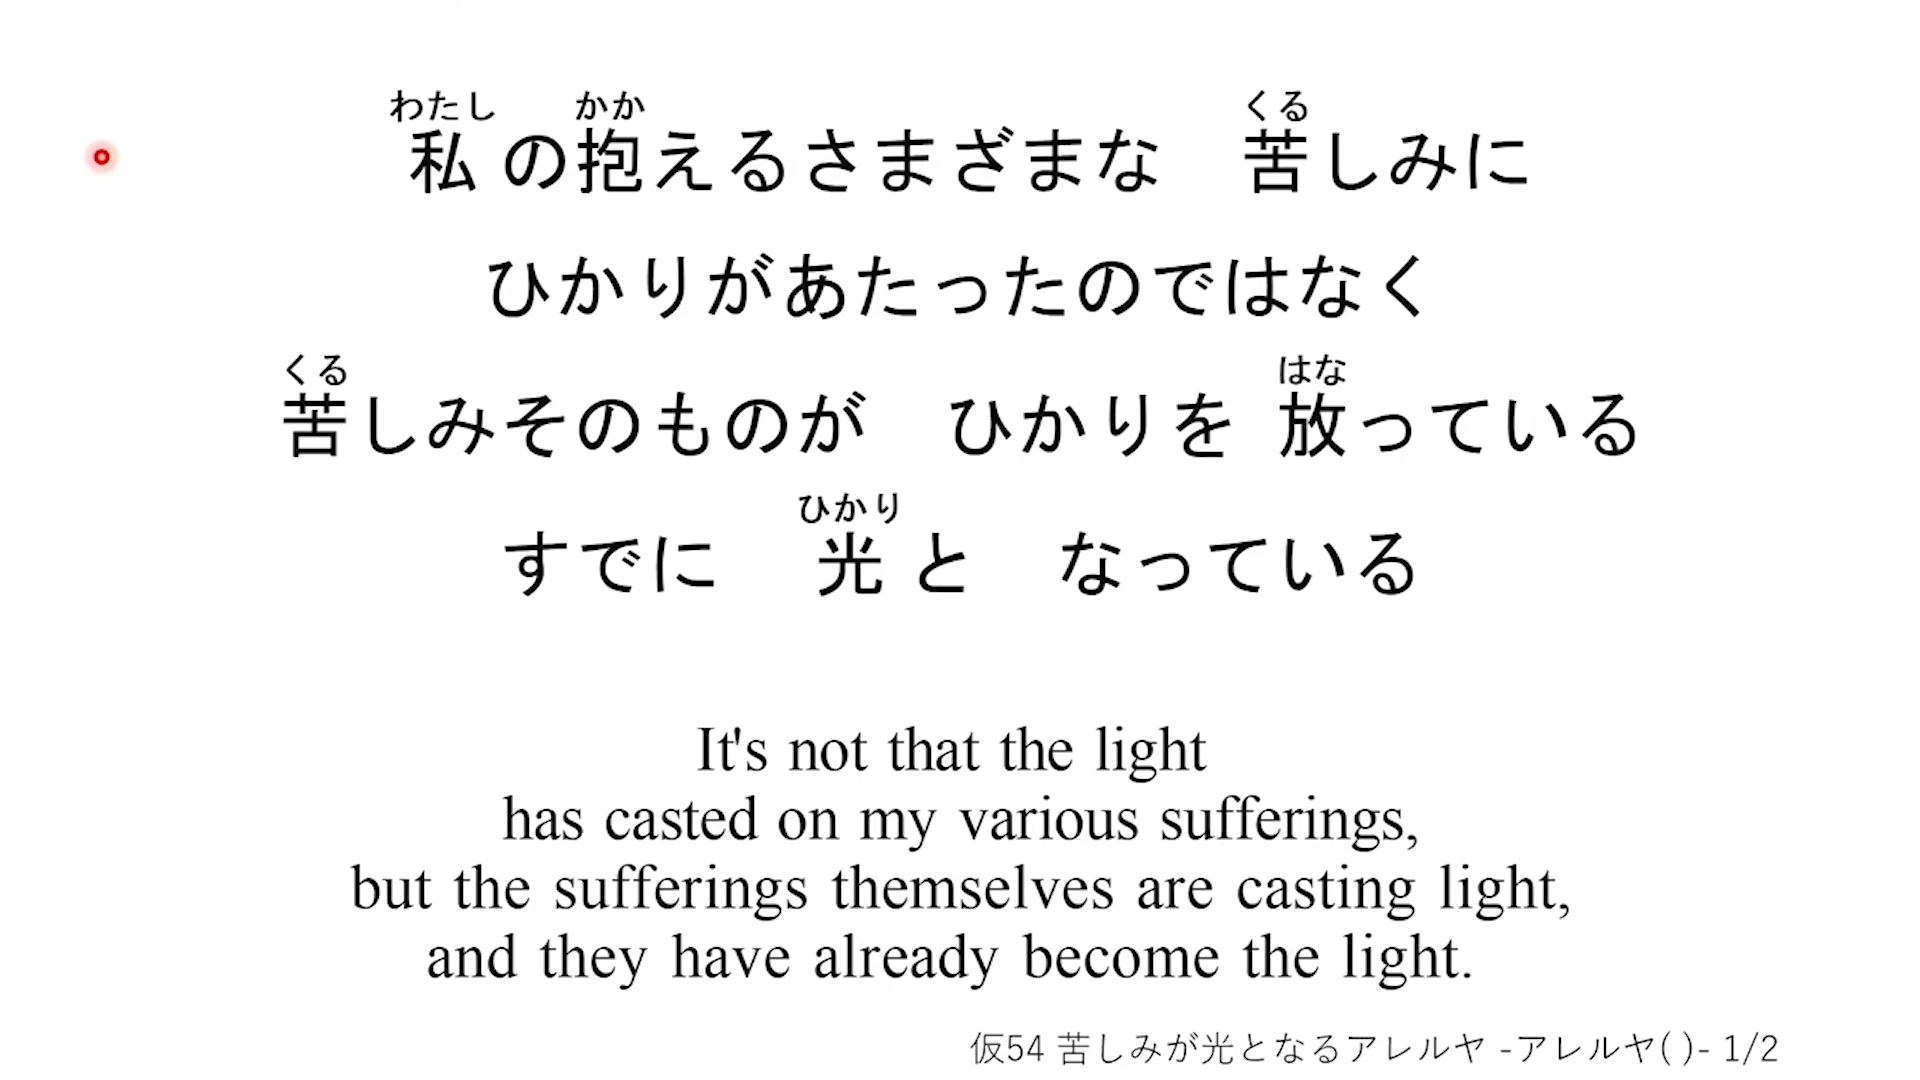 わたし かか くる
私の抱えるさまざまな 苦しみに
ひかりがあたったのではなく
くる はな
苦しみそのものが ひかりを 放っている
ひかり
すでに 光と なっている
It's not that the light
has casted on my various sufferings,
but the sufferings themselves are casting light,
and they have already become the light.
仮54 苦しみが光となるアレルヤ -アレルヤ( )- 1/2